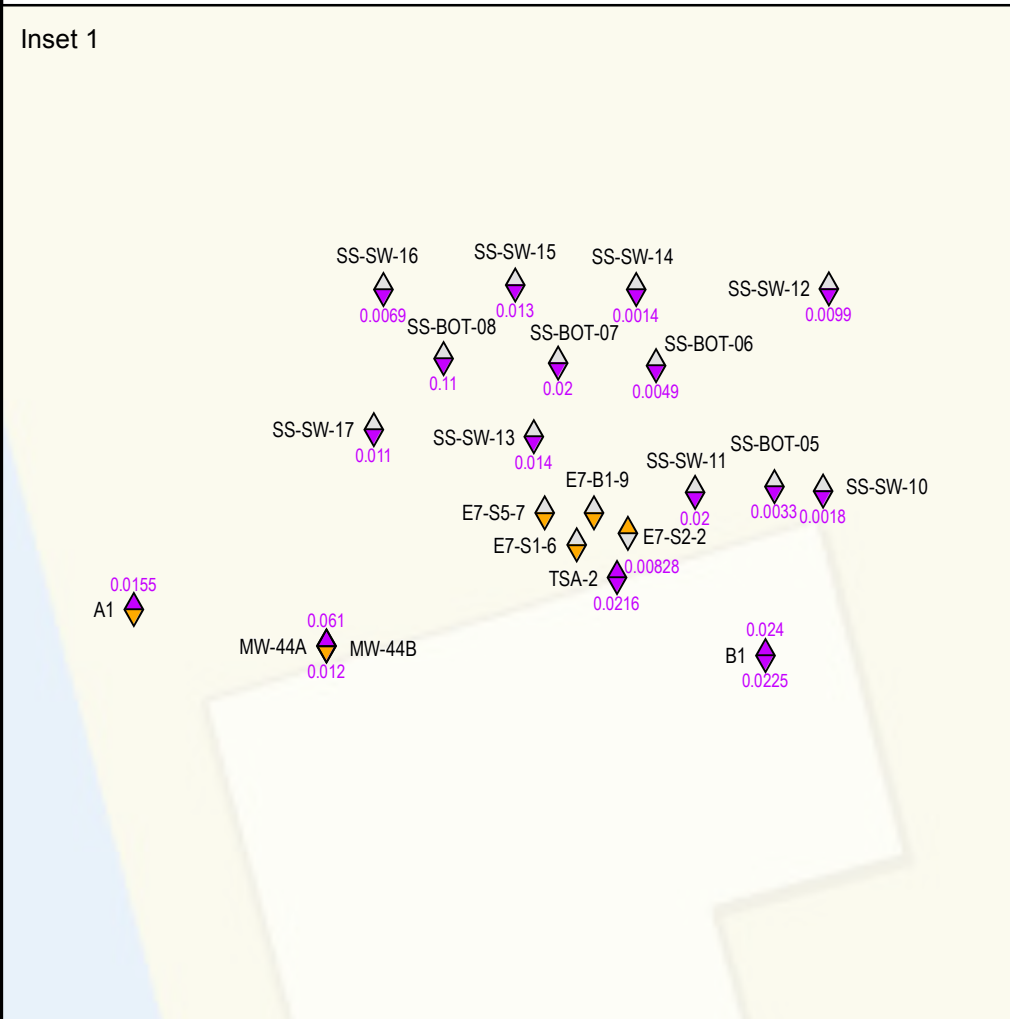 Inset 1
SS-SW-16
0.0069
SS-SW-15
0.013
SS-SW-14
0.0014
SS-SW-12
0.0099
SS-BOT-08
0.11
SS-BOT-07
0.02
SS-BOT-06
0.0049
SS-SW-17
0.011
SS-SW-13
0.014
SS-SW-11
0.02
SS-BOT-05
0.0033
SS-SW-10
0.0018
E7-B1-9
E7-S5-7
E7-S1-6
E7-S2-2
0.00828
TSA-2
0.0216
0.0155
A1
0.061
MW-44A
MW-44B
0.012
0.024
B1
0.0225